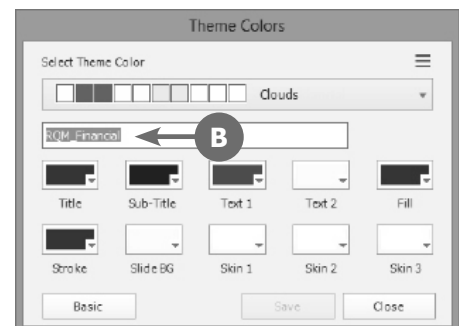 Theme Colors
Select Theme Color
Clouds
RQM_Financial
B
Title Sub-Title Text 1 Text 2 Fill
Stroke Slide BG Skin 1 Skin 2 Skin 3
Basic Save Close